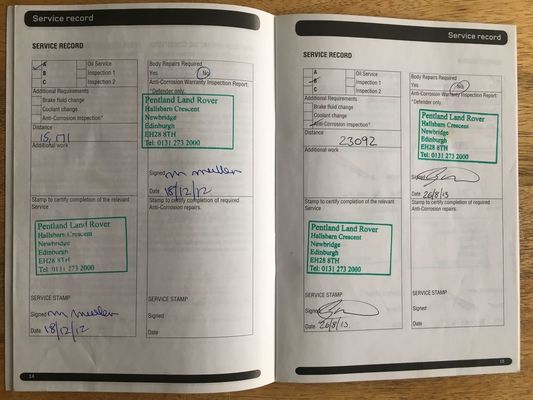 Service record
SERVICE RECORD
A Oil Service
B Inspection 1
C Inspection 2
Additional Requirements
Brake fluid change
Coolant change
Anti-Corrosion inspection*
Distance
15,571
Additional work
Body Repairs Required
Yes No
Anti-Corrosion Warranty Inspection Report:
*Defender only.
Pentland Land Rover
Hallsbarn Crescent
Newbridge
Edinburgh
EH28 8TH
Tel: 0131 273 2000
Signed
Date 18/12/12
Stamp to certify completion of the relevant
Service
Pentland Land Rover
Hallsbarn Crescent
Newbridge
Edinburgh
EH28 8TH
Tel: 0131 273 2000
SERVICE STAMP
Signed
Date 18/12/12
Stamp to certify completion of required
Anti-Corrosion repairs.
SERVICE STAMP
Signed
Date
14
Service record
SERVICE RECORD
A Oil Service
B Inspection 1
C Inspection 2
Additional Requirements
Brake fluid change
Coolant change
Anti-Corrosion inspection*
Distance
23092
Additional work
Body Repairs Required
Yes No
Anti-Corrosion Warranty Inspection Report:
*Defender only.
Pentland Land Rover
Hallsbarn Crescent
Newbridge
Edinburgh
EH28 8TH
Tel: 0131 273 2000
Signed
Date 26/8/13
Stamp to certify completion of the relevant
Service
Pentland Land Rover
Hallsbarn Crescent
Newbridge
Edinburgh
EH28 8TH
Tel: 0131 273 2000
SERVICE STAMP
Signed
Date 26/8/13.
Stamp to certify completion of required
Anti-Corrosion repairs.
SERVICE STAMP
Signed
Date
15